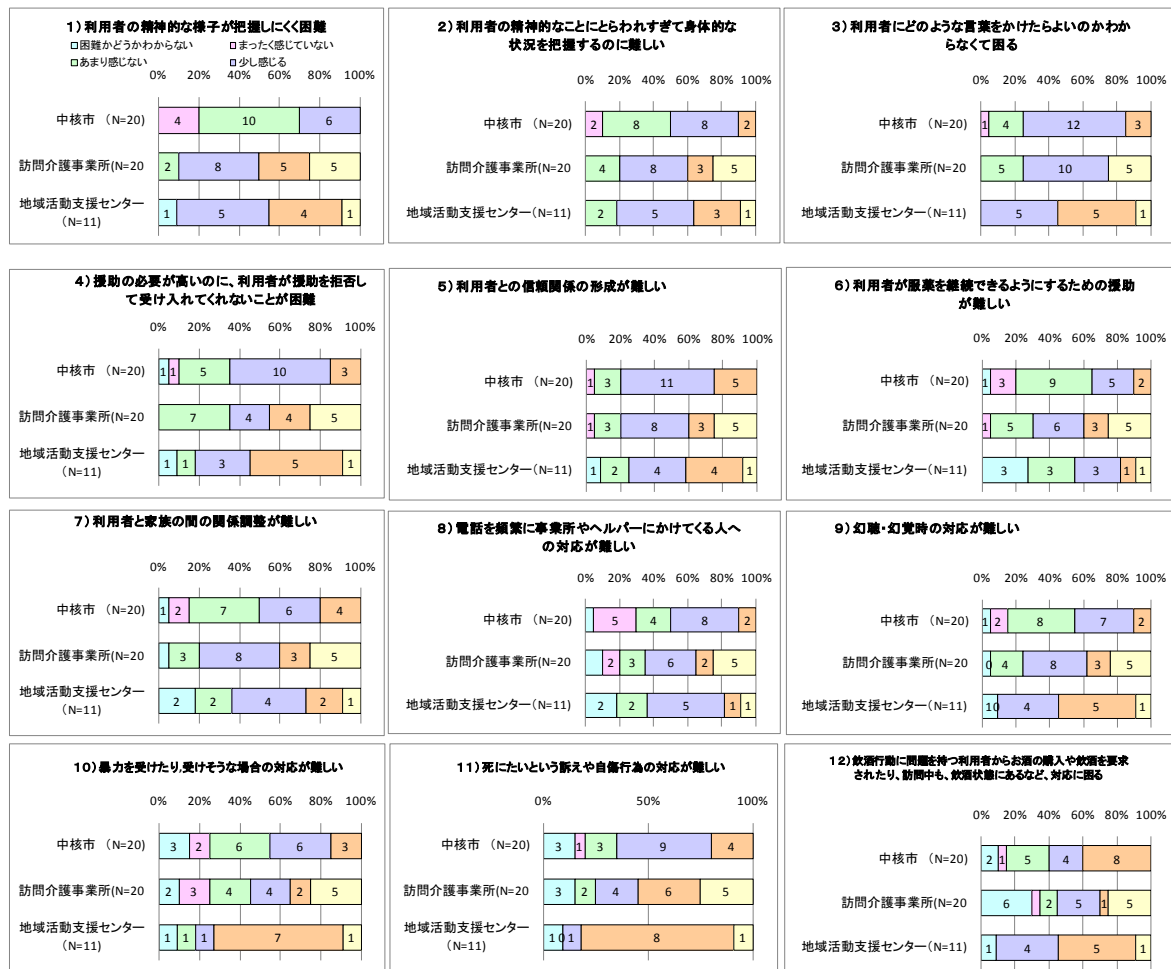 1）利用者の精神的な様子が把握しにくく困難
困難かどうかわからない まったく感じていない
あまり感じない 少し感じる
0% 20% 40% 60% 80% 100%
中核市 （N=20) 4 10 6
訪問介護事業所(N=20 2 8 5 5
地域活動支援センター
（N=11) 1 5 4 1
2）利用者の精神的なことにとらわれすぎて身体的な
状況を把握するのに難しい
0% 20% 40% 60% 80% 100%
中核市 （N=20) 2 8 8 2
訪問介護事業所(N=20 4 8 3 5
地域活動支援センター（N=11) 2 5 3 1
3）利用者にどのような言葉をかけたらよいのかわか
らなくて困る
0% 20% 40% 60% 80% 100%
中核市 （N=20) 1 4 12 3
訪問介護事業所(N=20 5 10 5
地域活動支援センター（N=11) 5 5 1
4）援助の必要が高いのに、利用者が援助を拒否し
て受け入れてくれないことが困難
0% 20% 40% 60% 80% 100%
中核市 （N=20) 1 1 5 10 3
訪問介護事業所(N=20 7 4 4 5
地域活動支援センター
（N=11) 1 1 3 5 1
5）利用者との信頼関係の形成が難しい
0% 20% 40% 60% 80% 100%
中核市 （N=20) 1 3 11 5
訪問介護事業所(N=20 1 3 8 3 5
地域活動支援センター（N=11) 1 2 4 4 1
6）利用者が服薬を継続できるようにするための援助
が難しい
0% 20% 40% 60% 80% 100%
中核市 （N=20) 1 3 9 5 2
訪問介護事業所(N=20 1 5 6 3 5
地域活動支援センター（N=11) 3 3 3 1 1
7）利用者と家族の間の関係調整が難しい
0% 20% 40% 60% 80% 100%
中核市 （N=20) 1 2 7 6 4
訪問介護事業所(N=20 3 8 3 5
地域活動支援センター
（N=11) 2 2 4 2 1
8）電話を頻繁に事業所やヘルパーにかけてくる人へ
の対応が難しい
0% 20% 40% 60% 80% 100%
中核市 （N=20) 5 4 8 2
訪問介護事業所(N=20 2 3 6 2 5
地域活動支援センター（N=11) 2 2 5 1 1
9）幻聴・幻覚時の対応が難しい
0% 20% 40% 60% 80% 100%
中核市 （N=20) 1 2 8 7 2
訪問介護事業所(N=20 0 4 8 3 5
地域活動支援センター（N=11) 1 0 4 5 1
10）暴力を受けたり,受けそうな場合の対応が難しい
0% 20% 40% 60% 80% 100%
中核市 （N=20) 3 2 6 6 3
訪問介護事業所(N=20 2 3 4 4 2 5
地域活動支援センター
（N=11) 1 1 1 7 1
11）死にたいという訴えや自傷行為の対応が難しい
0% 50% 100%
中核市 （N=20) 3 1 3 9 4
訪問介護事業所(N=20 3 2 4 6 5
地域活動支援センター
（N=11) 1 0 1 8 1
12）飲酒行動に問題を持つ利用者からお酒の購入や飲酒を要求
されたり、訪問中も、飲酒状態にあるなど、対応に困る
0% 20% 40% 60% 80% 100%
中核市 （N=20) 2 1 5 4 8
訪問介護事業所(N=20 6 2 5 1 5
地域活動支援センター（N=11) 1 4 5 1